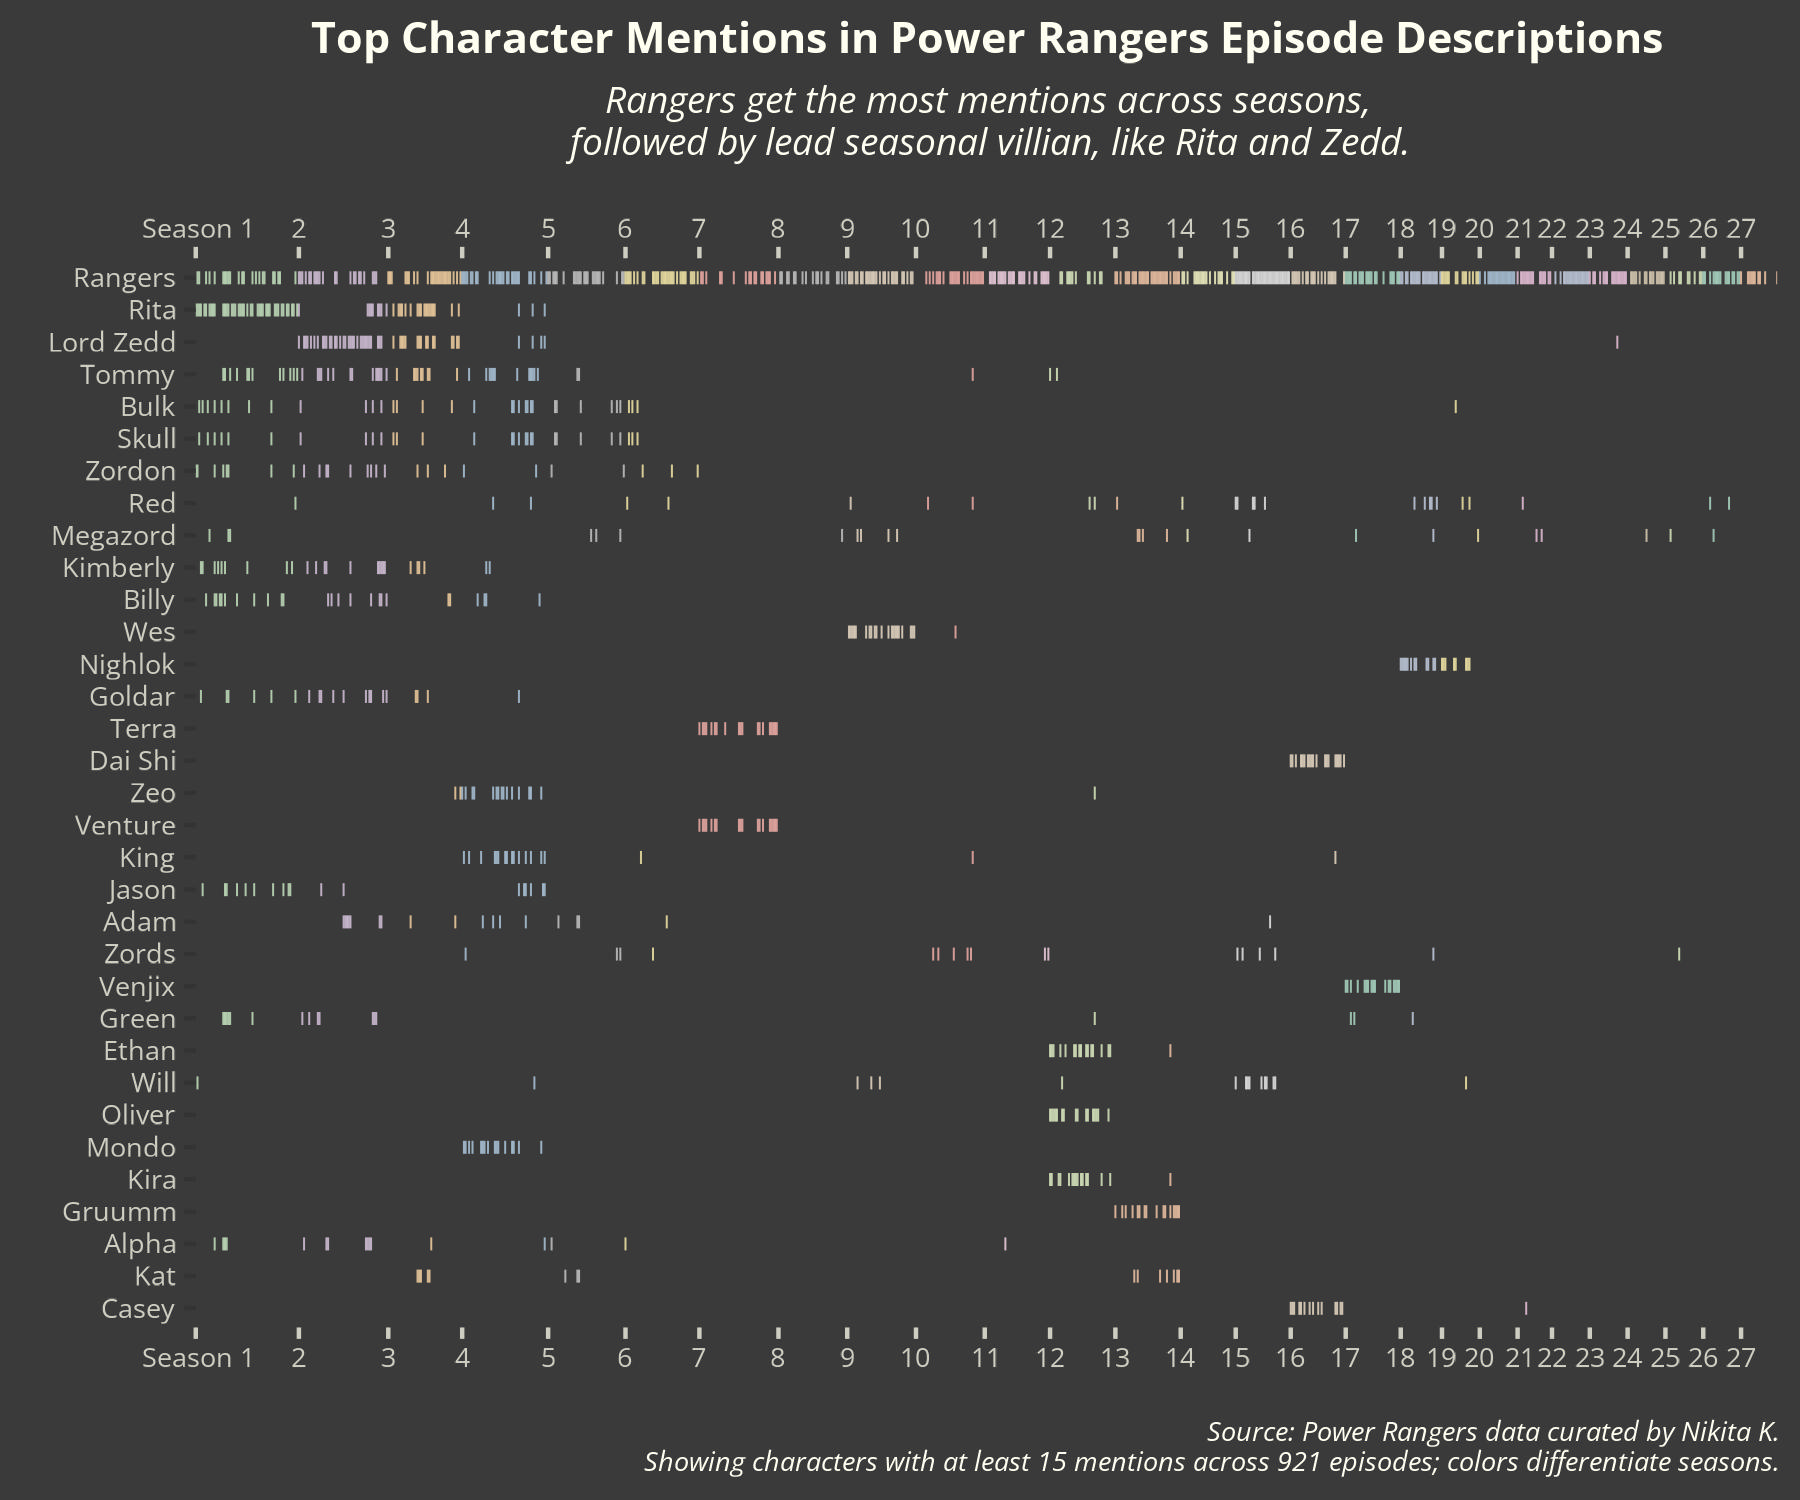 Top Character Mentions in Power Rangers Episode Descriptions
Rangers get the most mentions across seasons,
followed by lead seasonal villian, like Rita and Zedd.
Season 1 2 3 4 5 6 7 8 9 10 11 12 13 14 15 16 17 18 19 20 21 22 23 24 25 26 27
Rangers
Rita
Lord Zedd
Tommy
Bulk
Skull
Zordon
Red
Megazord
Kimberly
Billy
Wes
Nighlok
Goldar
Terra
Dai Shi
Zeo
Venture
King
Jason
Adam
Zords
Venjix
Green
Ethan
Will
Oliver
Mondo
Kira
Gruumm
Alpha
Kat
Casey
Season 1 2 3 4 5 6 7 8 9 10 11 12 13 14 15 16 17 18 19 20 21 22 23 24 25 26 27
Source: Power Rangers data curated by Nikita K.
Showing characters with at least 15 mentions across 921 episodes; colors differentiate seasons.